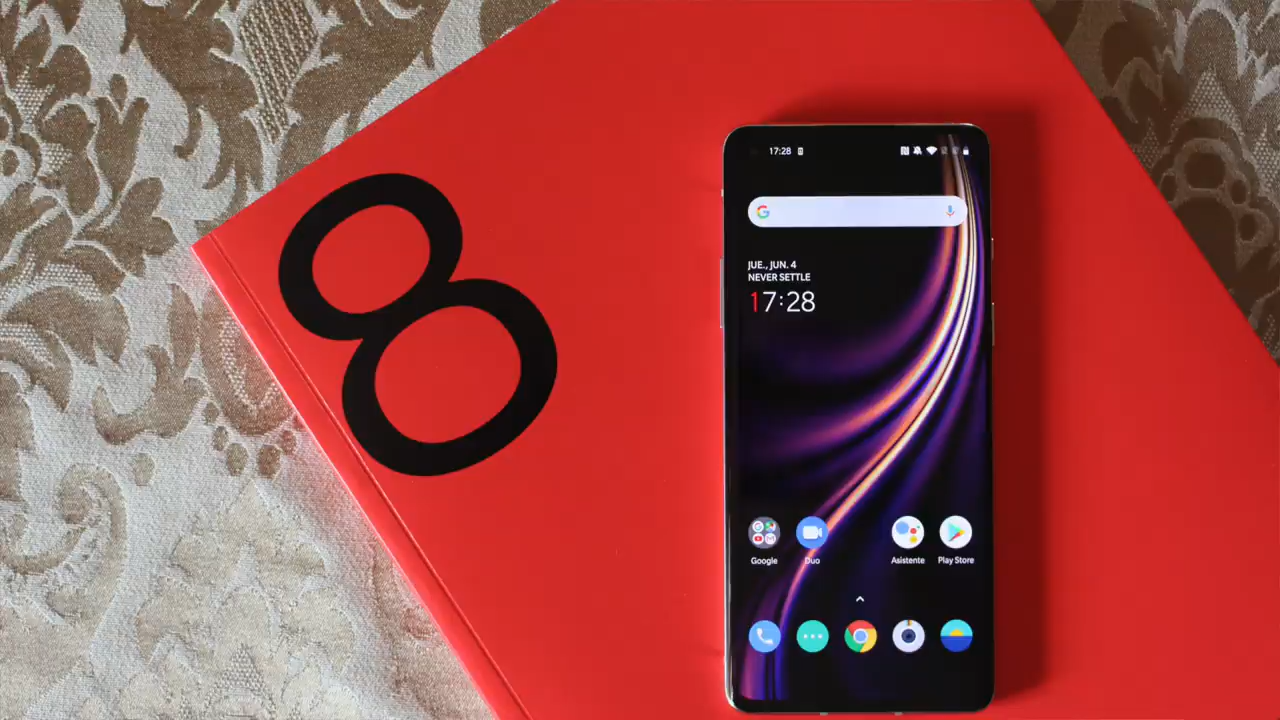 8
17:28
JUE., JUN. 4
NEVER SETTLE
17:28
Google
Duo
Asistente
Play Store